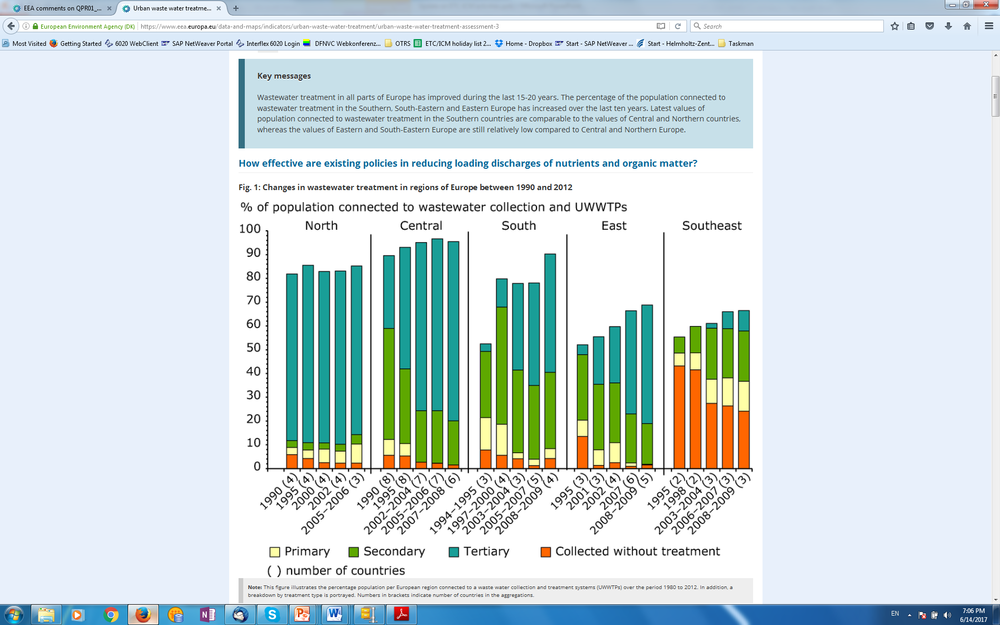 EEA comments on QPR01_...
Urban waste water treatme...
European Environment Agency (DK)
https://www.eea.europa.eu/data-and-maps/indicators/urban-waste-water-treatment/urban-waste-water-treatment-assessment-3
Search
Most Visited
Getting Started
6020 WebClient
SAP NetWeaver Portal
Interflex 6020 Login
DFNVC Webkonferenz...
OTRS
ETC/ICM holiday list 2...
Home - Dropbox
Start - SAP NetWeaver ...
Start - Helmholtz-Zent...
Taskman
Key messages
Wastewater treatment in all parts of Europe has improved during the last 15-20 years. The percentage of the population connected to
wastewater treatment in the Southern, South-Eastern and Eastern Europe has increased over the last ten years. Latest values of
population connected to wastewater treatment in the Southern countries are comparable to the values of Central and Northern countries,
whereas the values of Eastern and South-Eastern Europe are still relatively low compared to Central and Northern Europe.
How effective are existing policies in reducing loading discharges of nutrients and organic matter?
Fig. 1: Changes in wastewater treatment in regions of Europe between 1990 and 2012
% of population connected to wastewater collection and UWWTPs
North
Central
South
East
Southeast
100
90
80
70
60
50
40
30
20
10
0
1990 (4)
1995 (4)
2000 (4)
2002 (4)
2005–2006 (3)
1990 (8)
1995 (8)
2002–2004 (7)
2005–2006 (7)
2007–2008 (6)
1994–1995 (3)
1997–2000 (4)
2003–2004 (3)
2005–2007 (5)
2008–2009 (4)
1995 (3)
2001 (3)
2002 (4)
2007 (6)
2008–2009 (5)
1995 (2)
1998 (2)
2003–2004 (3)
2006–2007 (3)
2008–2009 (3)
Primary
Secondary
Tertiary
Collected without treatment
( ) number of countries
Note: This figure illustrates the percentage population per European region connected to a waste water collection and treatment systems (UWWTPs) over the period 1980 to 2012. In addition, a
breakdown by treatment type is portrayed. Numbers in brackets indicate number of countries in the aggregations.
EN
7:06 PM
6/14/2017